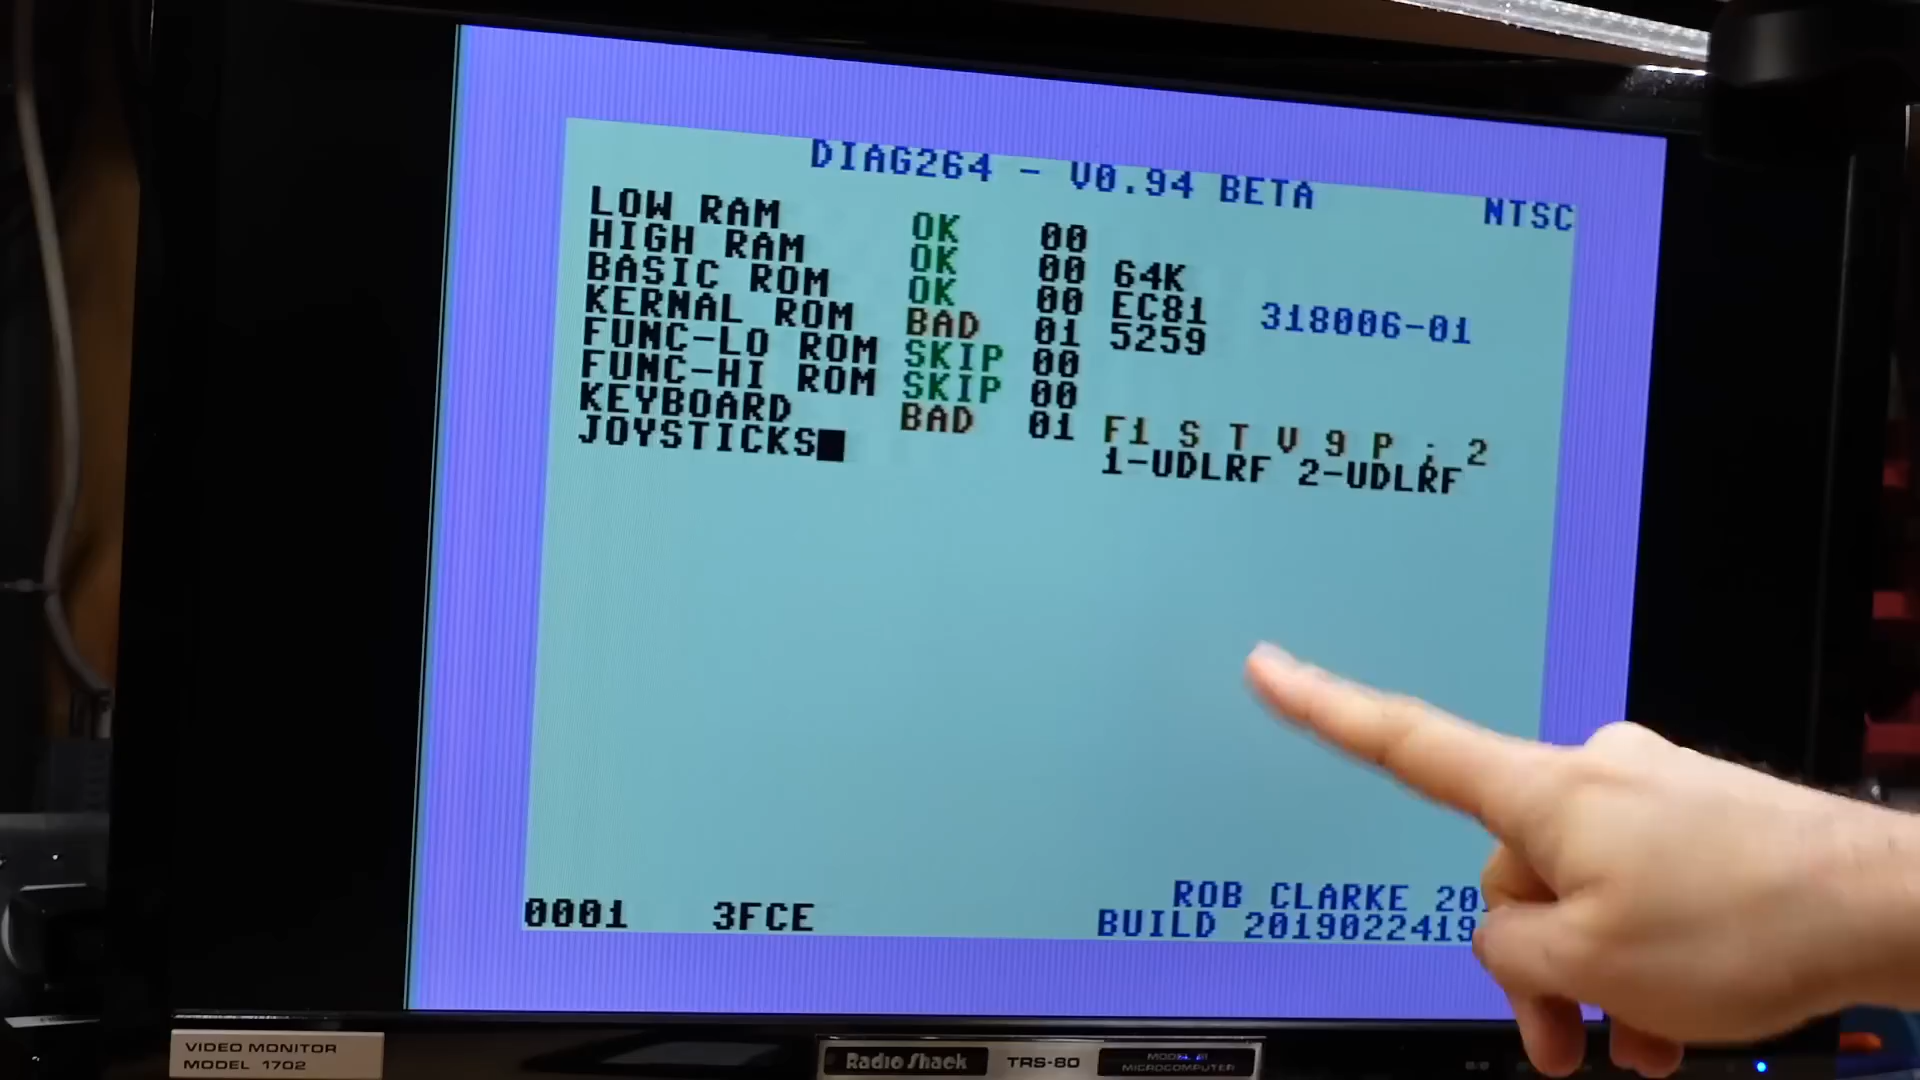 DIAG264 - V0.94 BETA
NTSC
LOW RAM OK 00
HIGH RAM OK 00 64K
BASIC ROM OK 00 EC81 318006-01
KERNAL ROM BAD 01 5259
FUNC-LO ROM SKIP 00
FUNC-HI ROM SKIP 00
KEYBOARD BAD 01 F1 S T V 9 P : 2
JOYSTICKS 1-UDLRF 2-UDLRF
ROB CLARKE
0001 3FCE BUILD 2019022419
VIDEO MONITOR
MODEL 1702
Radio Shack TRS-80
MICROCOMPUTER